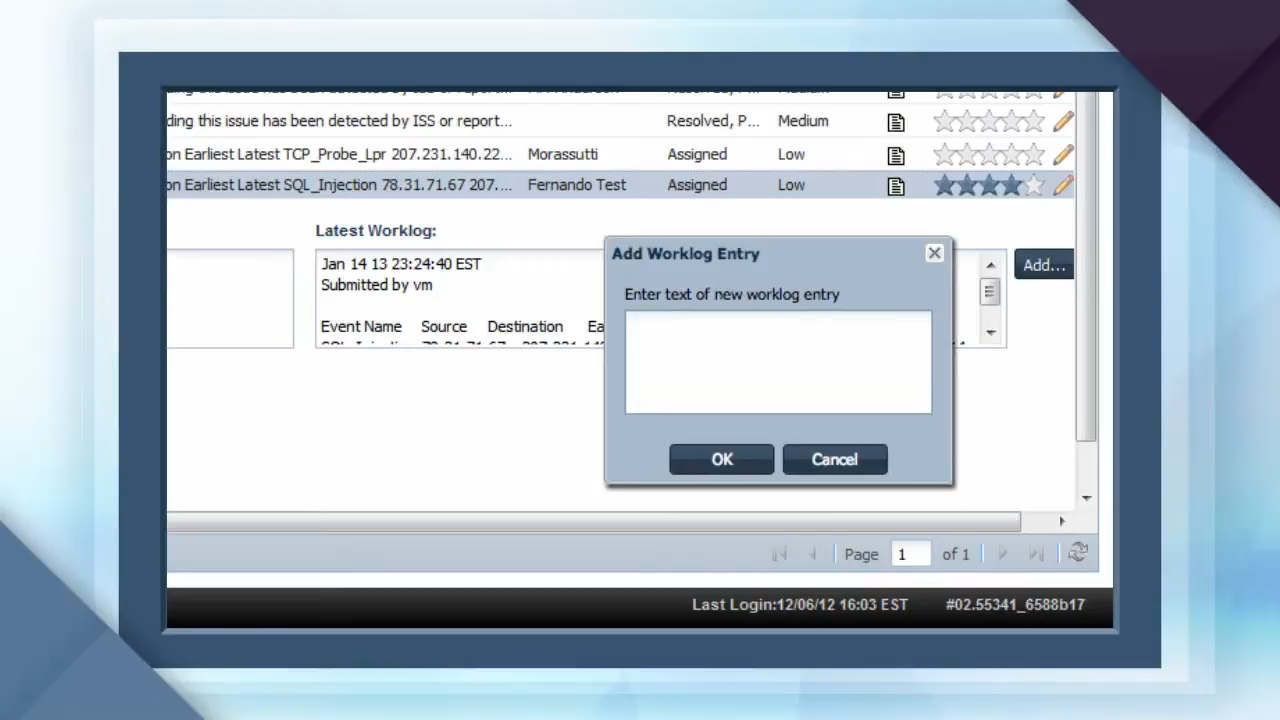 ding this issue has been detected by ISS or report... Resolved, P... Medium
on Earliest Latest TCP_Probe_Lpr 207.231.140.22... Morassutti Assigned Low
on Earliest Latest SQL_Injection 78.31.71.67 207.... Fernando Test Assigned Low
Latest Worklog:
Jan 14 13 23:24:40 EST
Submitted by vm
Event Name Source Destination Ea
Add...
Add Worklog Entry
Enter text of new worklog entry
OK Cancel
Page 1 of 1
Last Login:12/06/12 16:03 EST #02.55341_6588b17